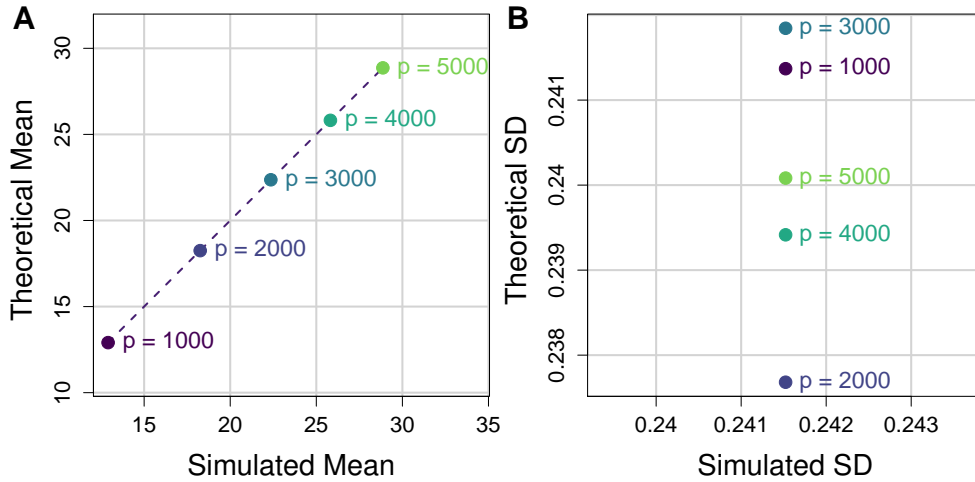 A
Theoretical Mean
30
25
20
15
10
p = 5000
p = 4000
p = 3000
p = 2000
p = 1000
15 20 25 30 35
Simulated Mean
B
Theoretical SD
0.241
0.24
0.239
0.238
p = 3000
p = 1000
p = 5000
p = 4000
p = 2000
0.24 0.241 0.242 0.243
Simulated SD